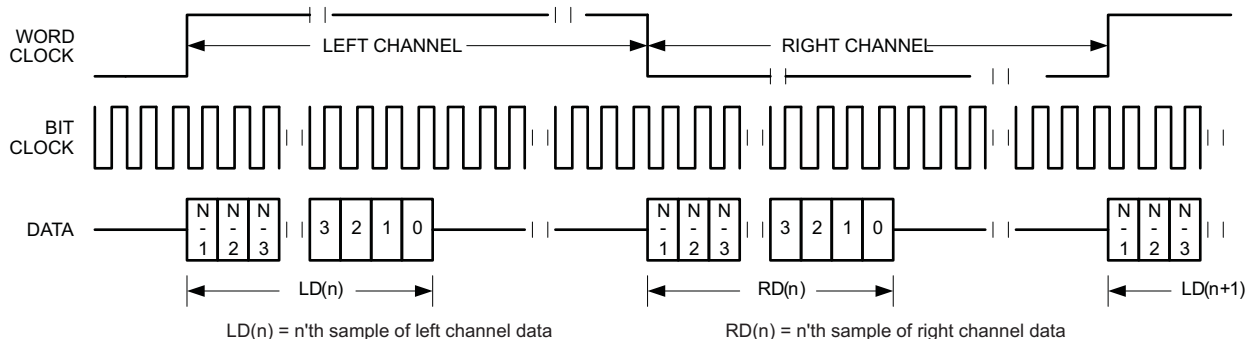 WORD
CLOCK
LEFT CHANNEL
RIGHT CHANNEL
BIT
CLOCK
DATA
N
-
1
N
-
2
N
-
3
3 2 1 0
N
-
1
N
-
2
N
-
3
3 2 1 0
N
-
1
N
-
2
N
-
3
LD(n)
RD(n)
LD(n+1)
LD(n) = n'th sample of left channel data
RD(n) = n'th sample of right channel data